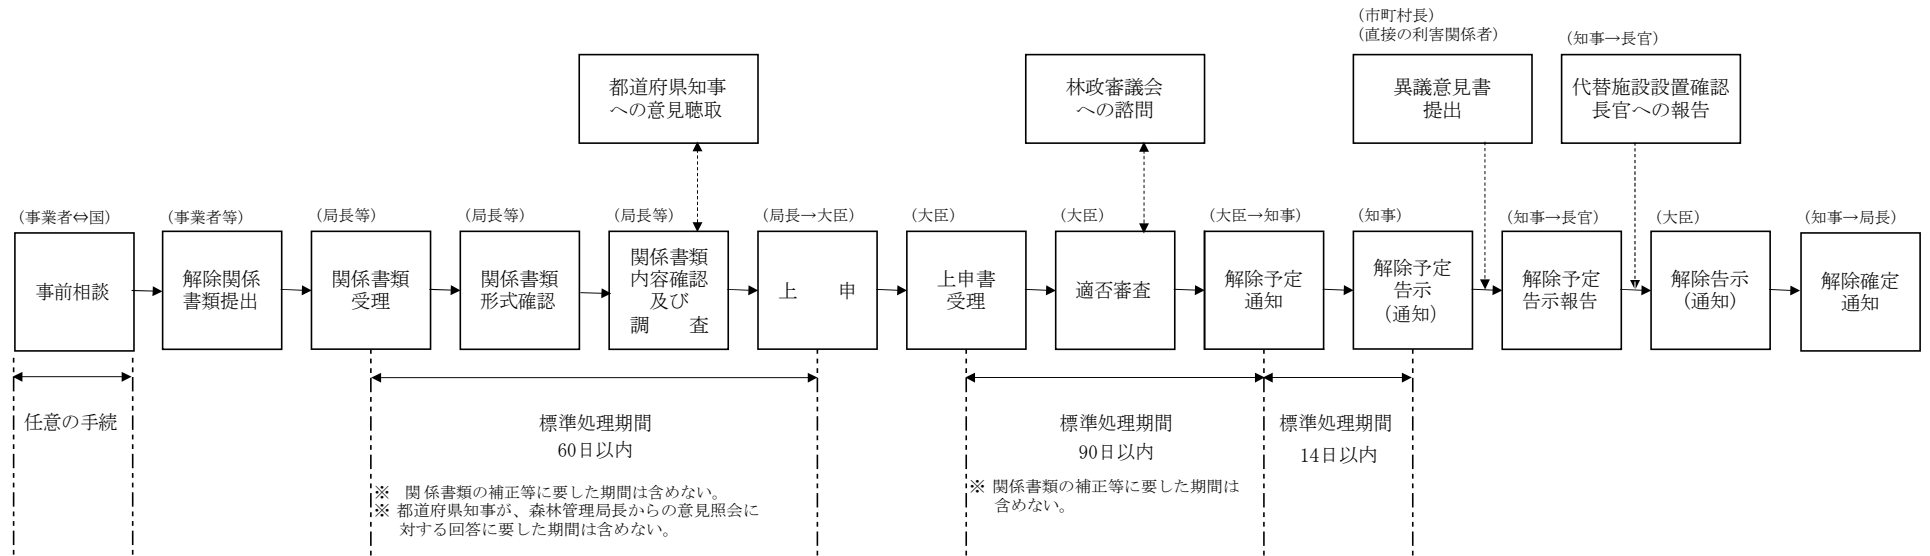 （市町村長）
（直接の利害関係者）
（知事→長官）
都道府県知事
への意見聴取
林政審議会
への諮問
異議意見書
提出
代替施設設置確認
長官への報告
（事業者⇔国）
（事業者等）
（局長等）
（局長等）
（局長等）
（局長→大臣）
（大臣）
（大臣）
（大臣→知事）
（知事）
（知事→長官）
（大臣）
（知事→局長）
事前相談
解除関係
書類提出
関係書類
受理
関係書類
形式確認
関係書類
内容確認
及び
調　　査
上　　申
上申書
受理
適否審査
解除予定
通知
解除予定
告示
（通知）
解除予定
告示報告
解除告示
（通知）
解除確定
通知
任意の手続
標準処理期間
60日以内
※　関係書類の補正等に要した期間は含めない。
※ 都道府県知事が、森林管理局長からの意見照会に
対する回答に要した期間は含めない。
標準処理期間
90日以内
※ 関係書類の補正等に要した期間は
含めない。
標準処理期間
14日以内